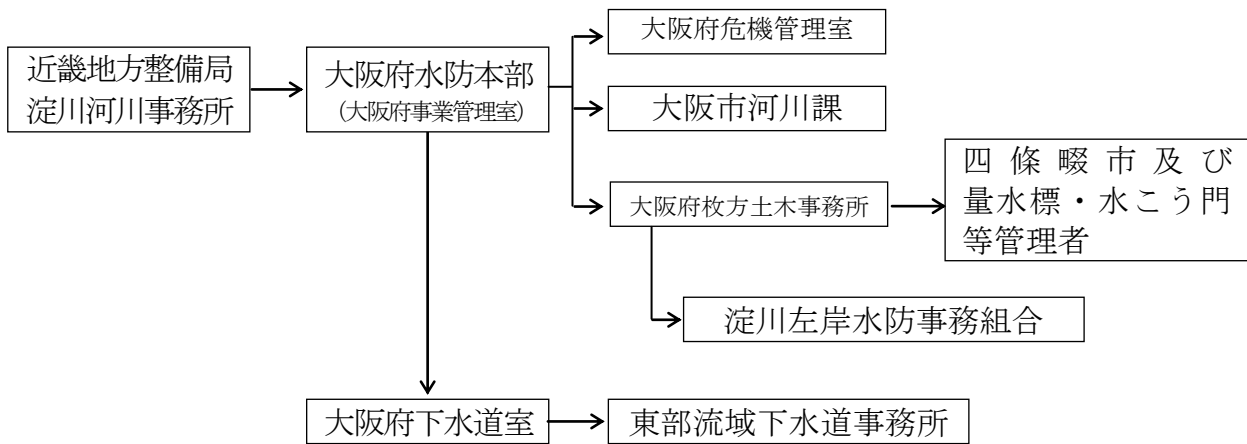 近畿地方整備局
淀川河川事務所
大阪府水防本部
（大阪府事業管理室）
大阪府危機管理室
大阪市河川課
大阪府枚方土木事務所
四條畷市及び
量水標・水こう門
等管理者
淀川左岸水防事務組合
大阪府下水道室
東部流域下水道事務所